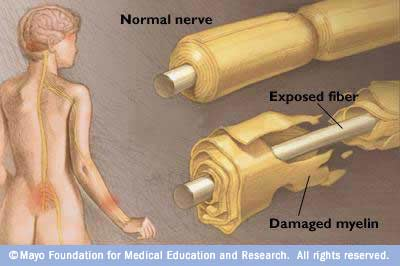 Normal nerve
Exposed fiber
Damaged myelin
©Mayo Foundation for Medical Education and Research. All rights reserved.